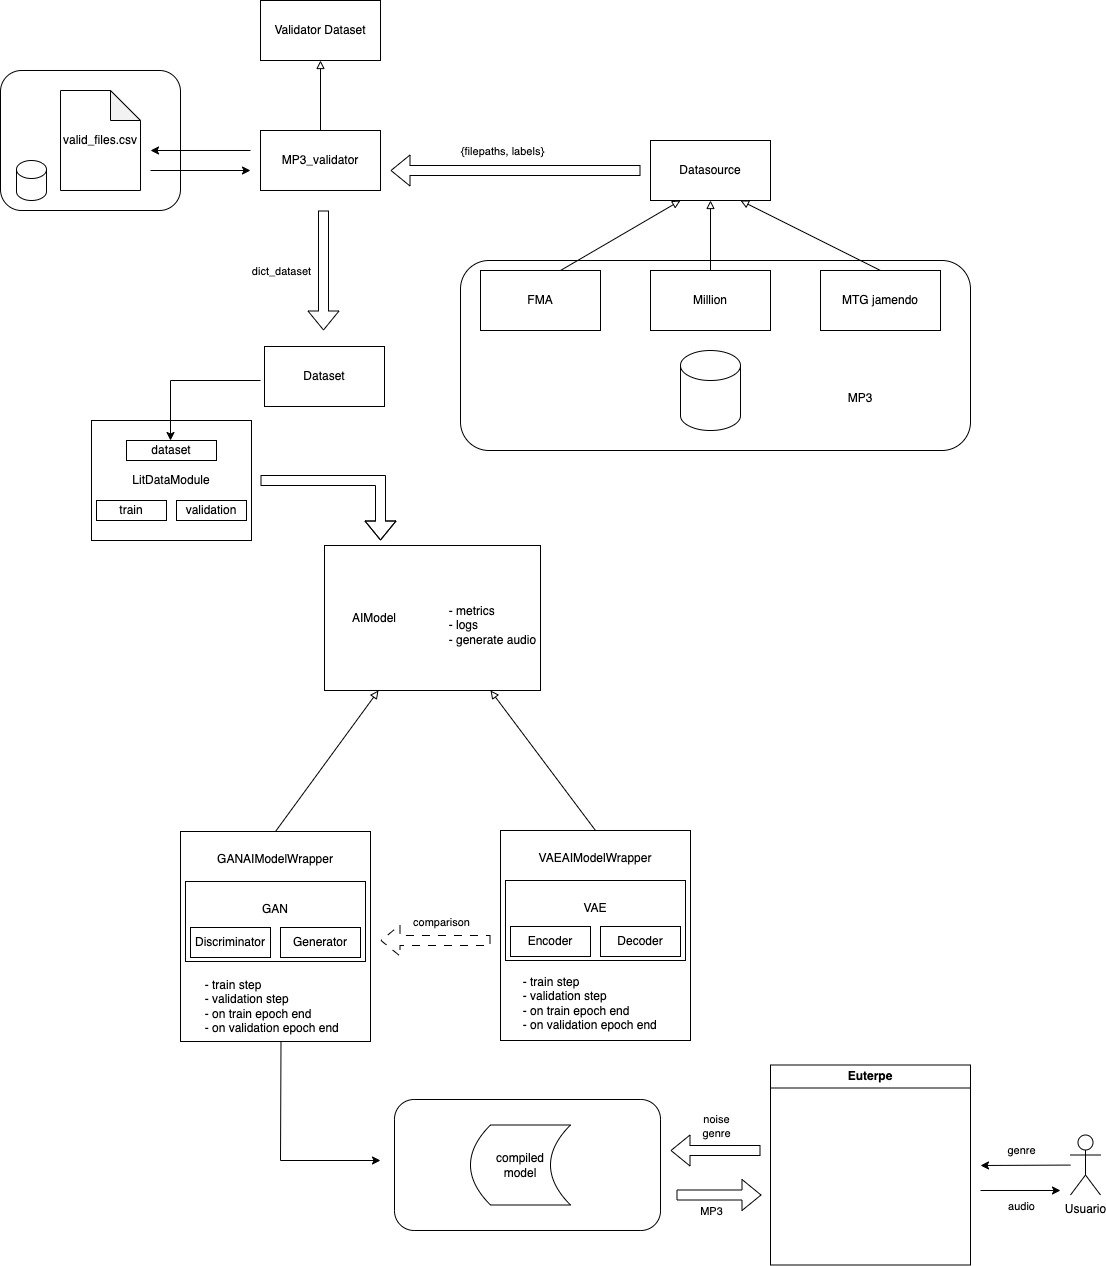 Validator Dataset
valid_files.csv
MP3_validator
{filepaths, labels}
Datasource
dict_dataset
FMA
Million
MTG jamendo
MP3
Dataset
dataset
LitDataModule
train
validation
AIModel
- metrics
- logs
- generate audio
GANAIModelWrapper
GAN
Discriminator
Generator
- train step
- validation step
- on train epoch end
- on validation epoch end
comparison
VAEAIModelWrapper
VAE
Encoder
Decoder
- train step
- validation step
- on train epoch end
- on validation epoch end
compiled
model
noise
genre
MP3
Euterpe
genre
audio
Usuario